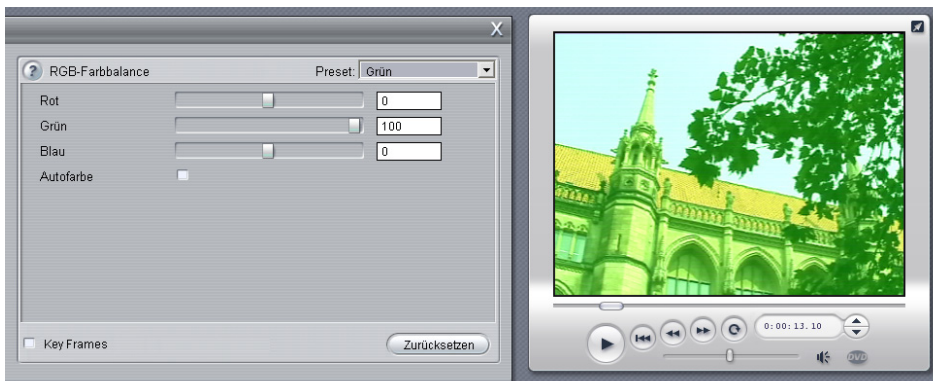 X
? RGB-Farbbalance Preset: Grün
Rot 0
Grün 100
Blau 0
Autofarbe
Key Frames Zurücksetzen
0:00:13.10
DVD